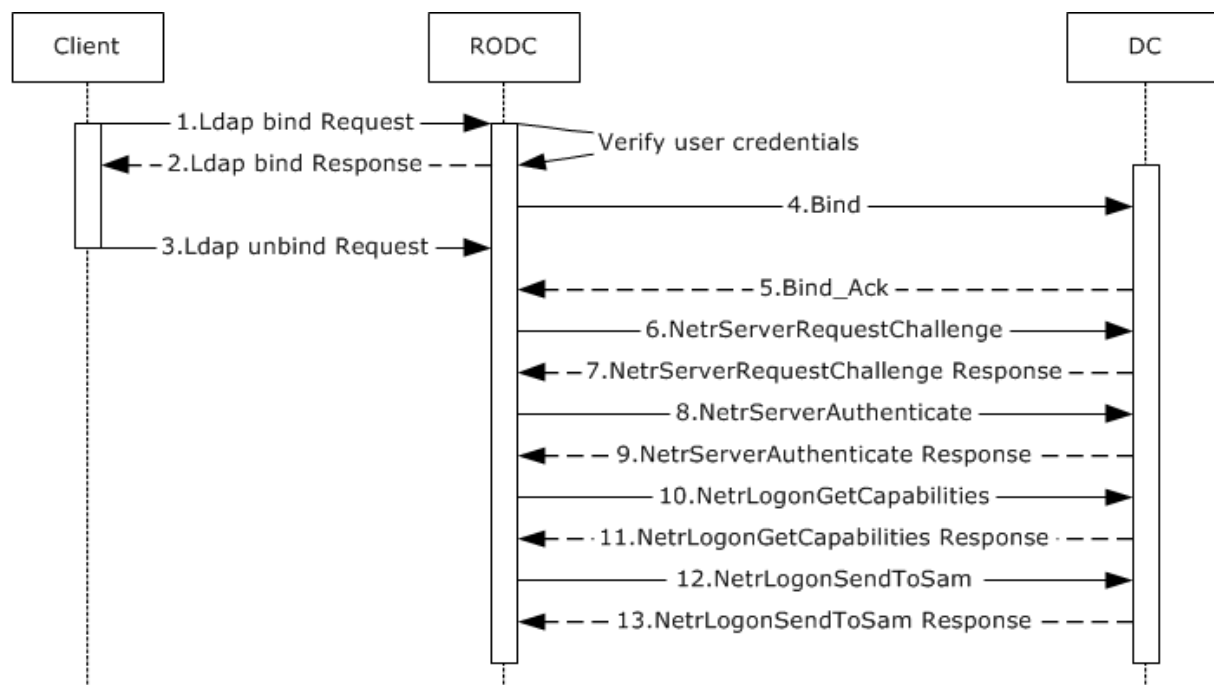 Client
RODC
DC
1.Ldap bind Request
Verify user credentials
2.Ldap bind Response
4.Bind
3.Ldap unbind Request
5.Bind_Ack
6.NetrServerRequestChallenge
7.NetrServerRequestChallenge Response
8.NetrServerAuthenticate
9.NetrServerAuthenticate Response
10.NetrLogonGetCapabilities
11.NetrLogonGetCapabilities Response
12.NetrLogonSendToSam
13.NetrLogonSendToSam Response